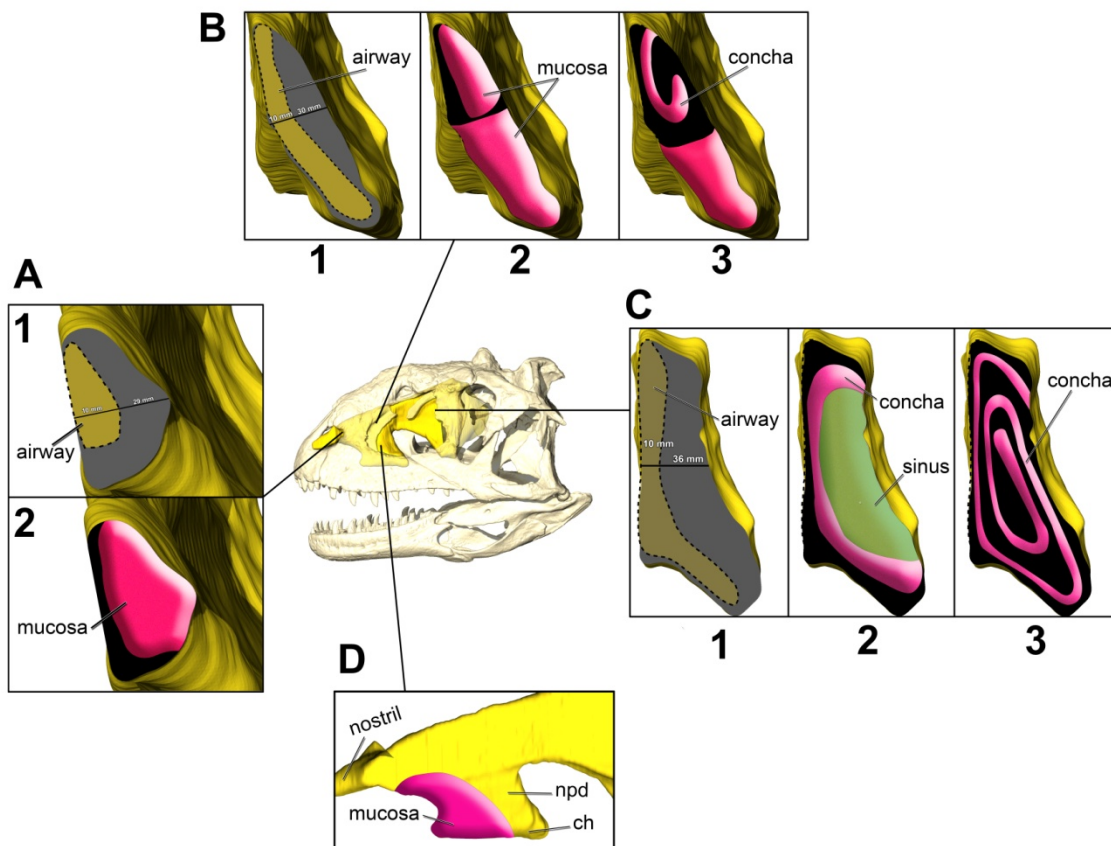 B
airway
10 mm 30 mm
mucosa
concha
1
2
3
A
1
10 mm
29 mm
airway
2
mucosa
C
airway
10 mm
36 mm
concha
sinus
concha
1
2
3
D
nostril
mucosa
npd
ch